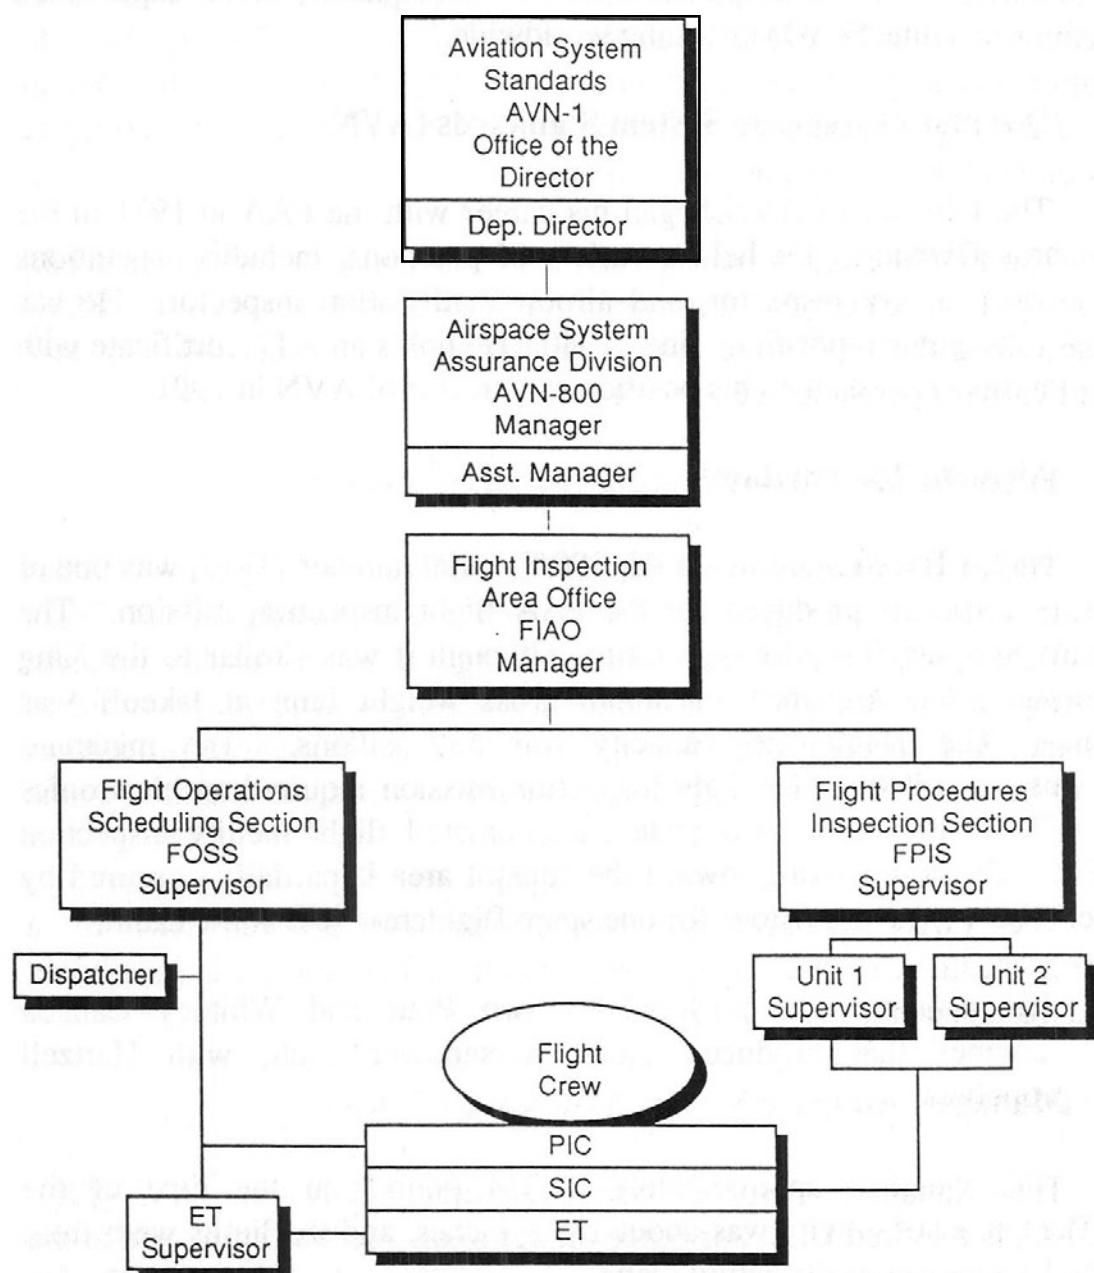 Aviation System
Standards
AVN-1
Office of the
Director
Dep. Director
Airspace System
Assurance Division
AVN-800
Manager
Asst. Manager
Flight Inspection
Area Office
FIAO
Manager
Flight Operations
Scheduling Section
FOSS
Supervisor
Flight Procedures
Inspection Section
FPIS
Supervisor
Dispatcher
Unit 1
Supervisor
Unit 2
Supervisor
Flight
Crew
PIC
SIC
ET
ET
Supervisor